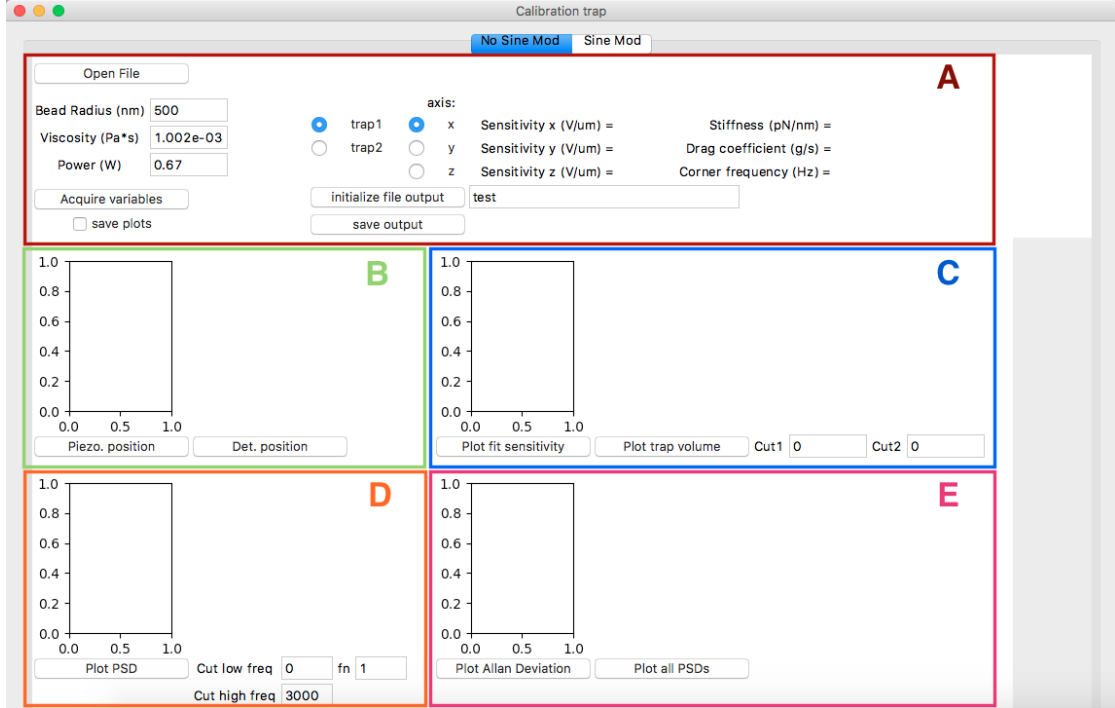 Calibration trap
No Sine Mod Sine Mod
A
Open File
axis:
Bead Radius (nm) 500
trap1 x Sensitivity x (V/um) = Stiffness (pN/nm) =
Viscosity (Pa*s) 1.002e-03
trap2 y Sensitivity y (V/um) = Drag coefficient (g/s) =
Power (W) 0.67
z Sensitivity z (V/um) = Corner frequency (Hz) =
Acquire variables initialize file output test
save plots save output
B
1.0
0.8
0.6
0.4
0.2
0.0
0.0 0.5 1.0
Piezo. position Det. position
C
1.0
0.8
0.6
0.4
0.2
0.0
0.0 0.5 1.0
Plot fit sensitivity Plot trap volume Cut1 0 Cut2 0
D
1.0
0.8
0.6
0.4
0.2
0.0
0.0 0.5 1.0
Plot PSD Cut low freq 0 fn 1
Cut high freq 3000
E
1.0
0.8
0.6
0.4
0.2
0.0
0.0 0.5 1.0
Plot Allan Deviation Plot all PSDs